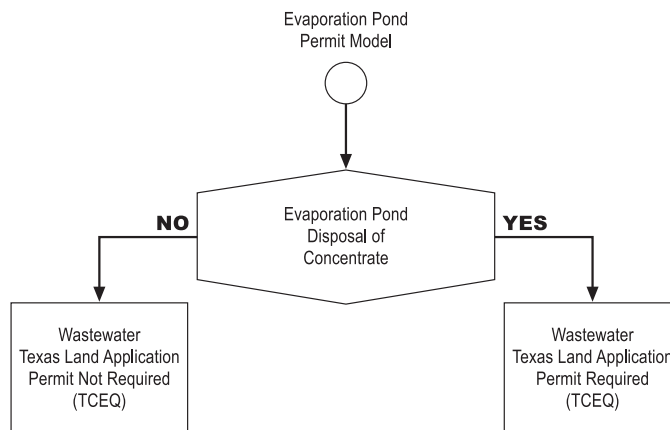 Evaporation Pond
Permit Model
Evaporation Pond
Disposal of
Concentrate
NO
YES
Wastewater
Texas Land Application
Permit Not Required
(TCEQ)
Wastewater
Texas Land Application
Permit Required
(TCEQ)